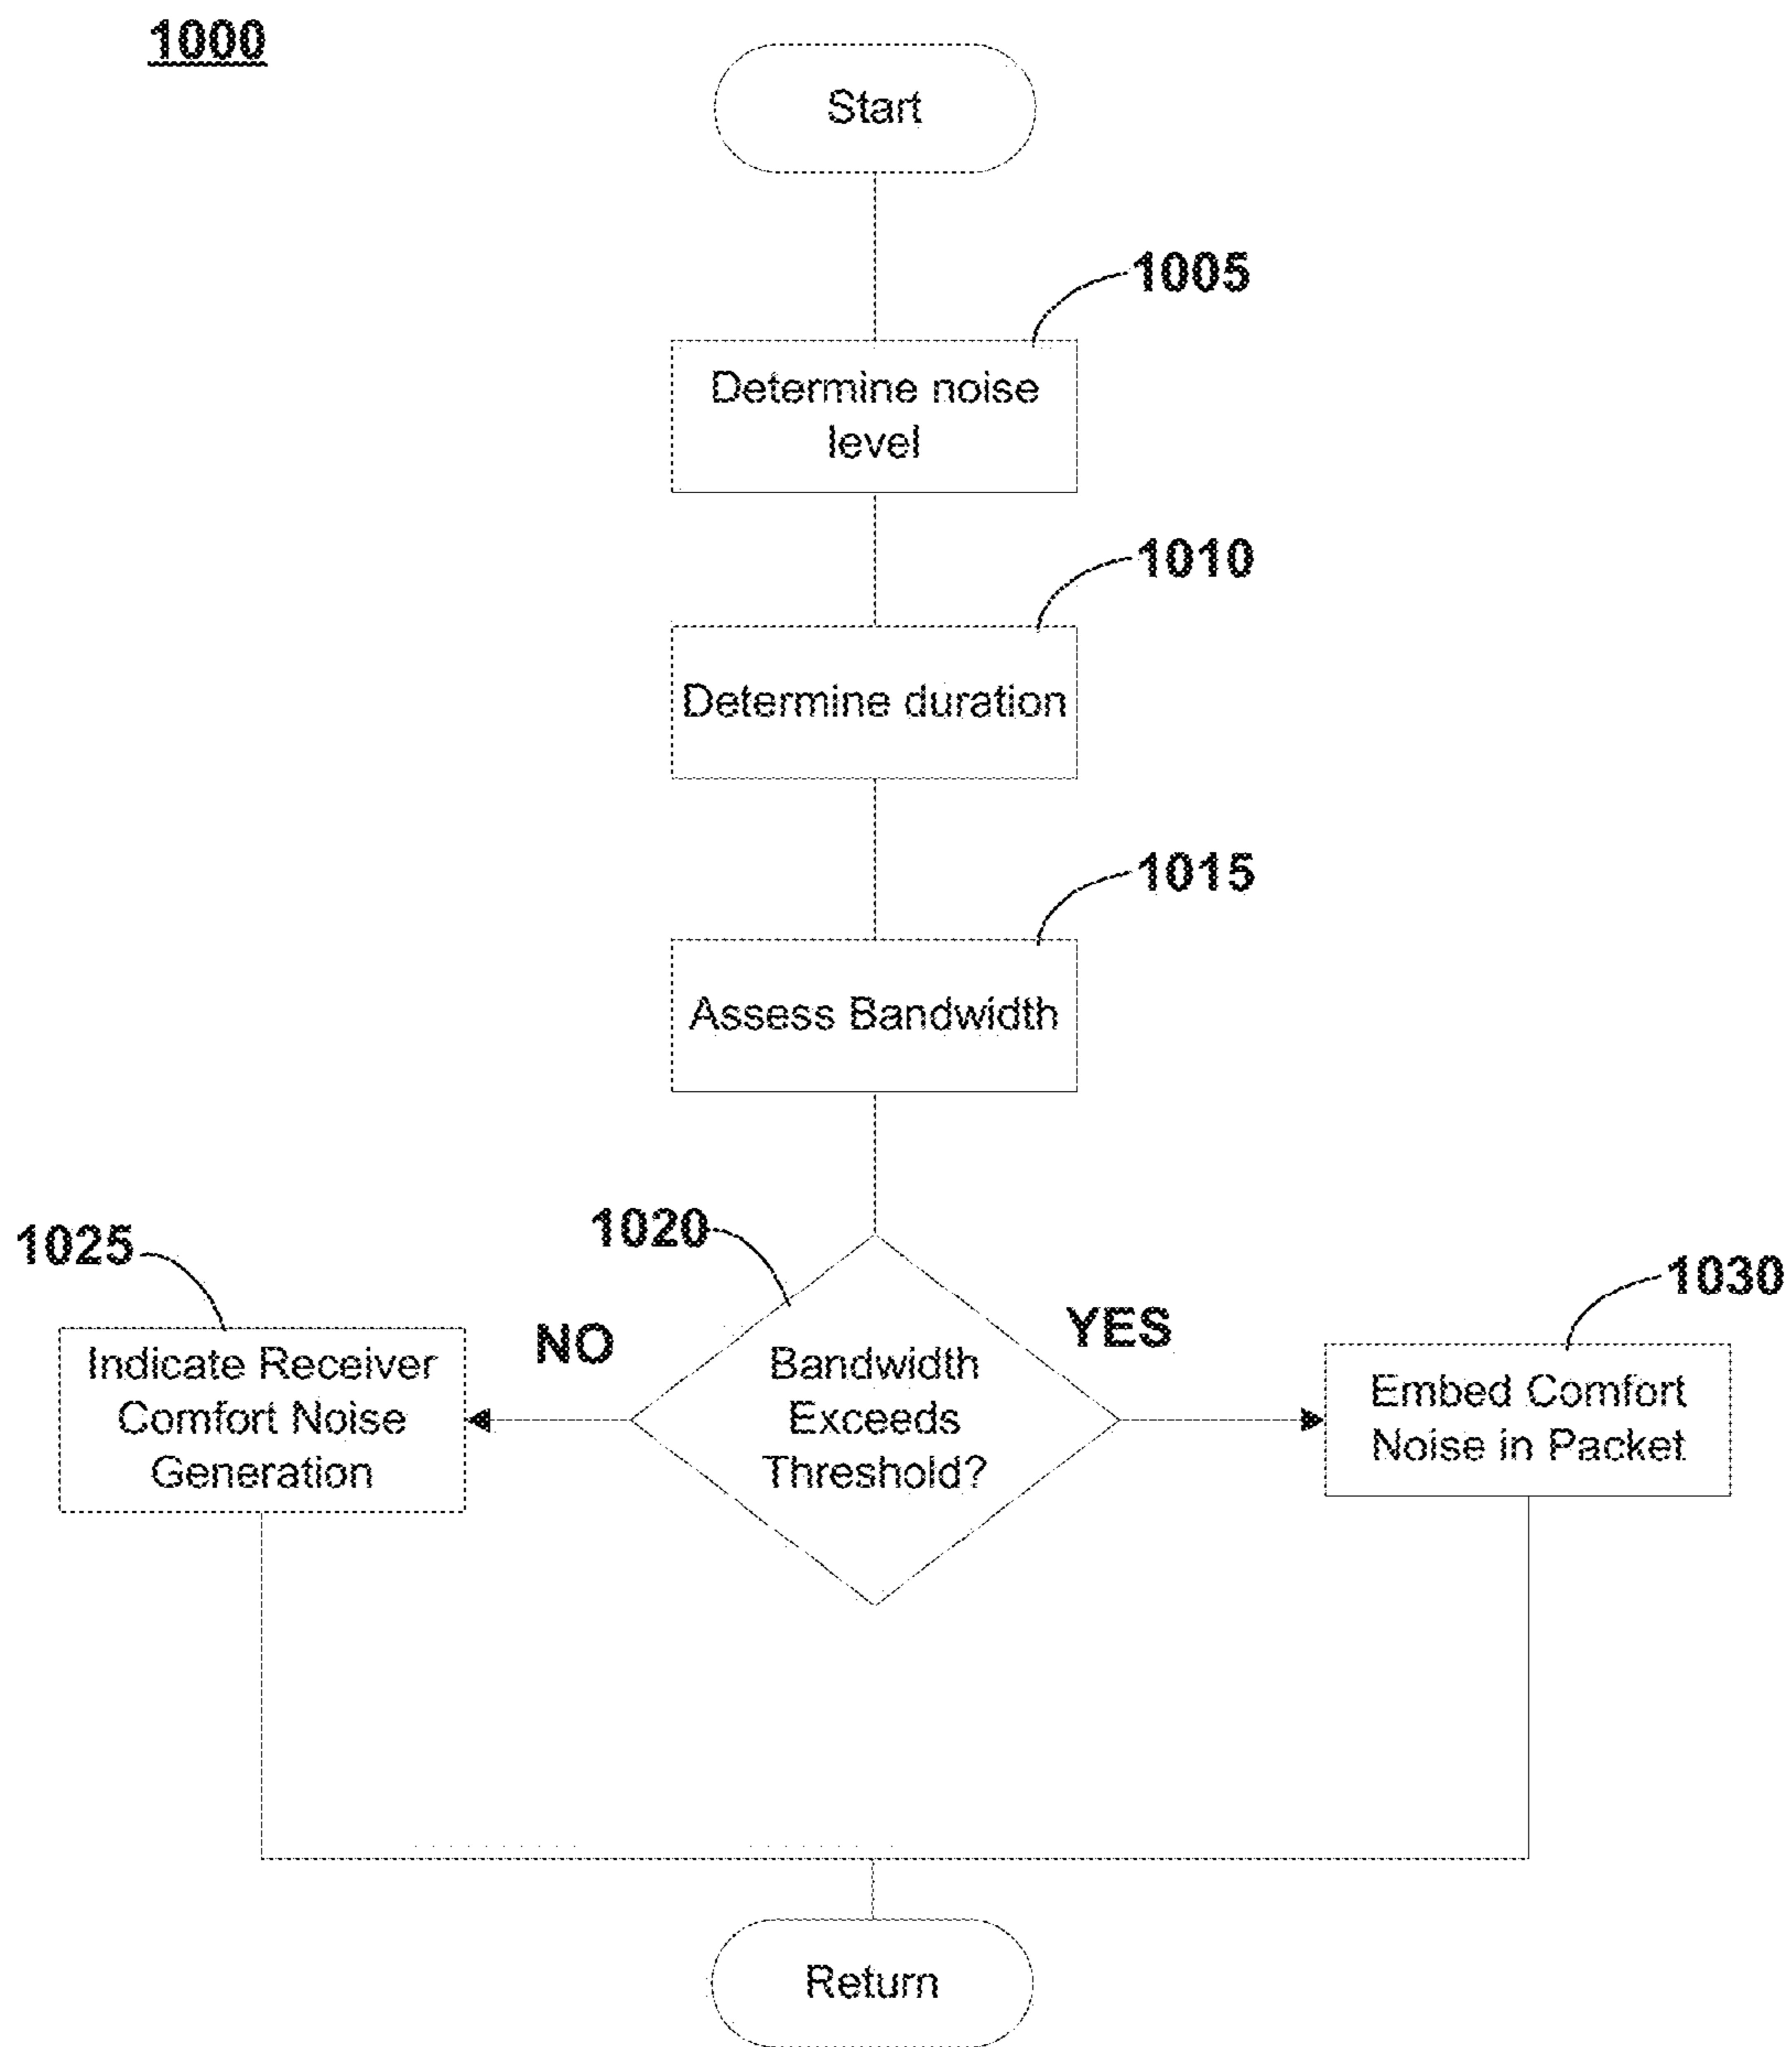 1000
Start
1005
Determine noise
level
1010
Determine duration
1015
Assess Bandwidth
1020
1025
1030
NO
YES
Indicate Receiver
Comfort Noise
Generation
Bandwidth
Exceeds
Threshold?
Embed Comfort
Noise in Packet
Return